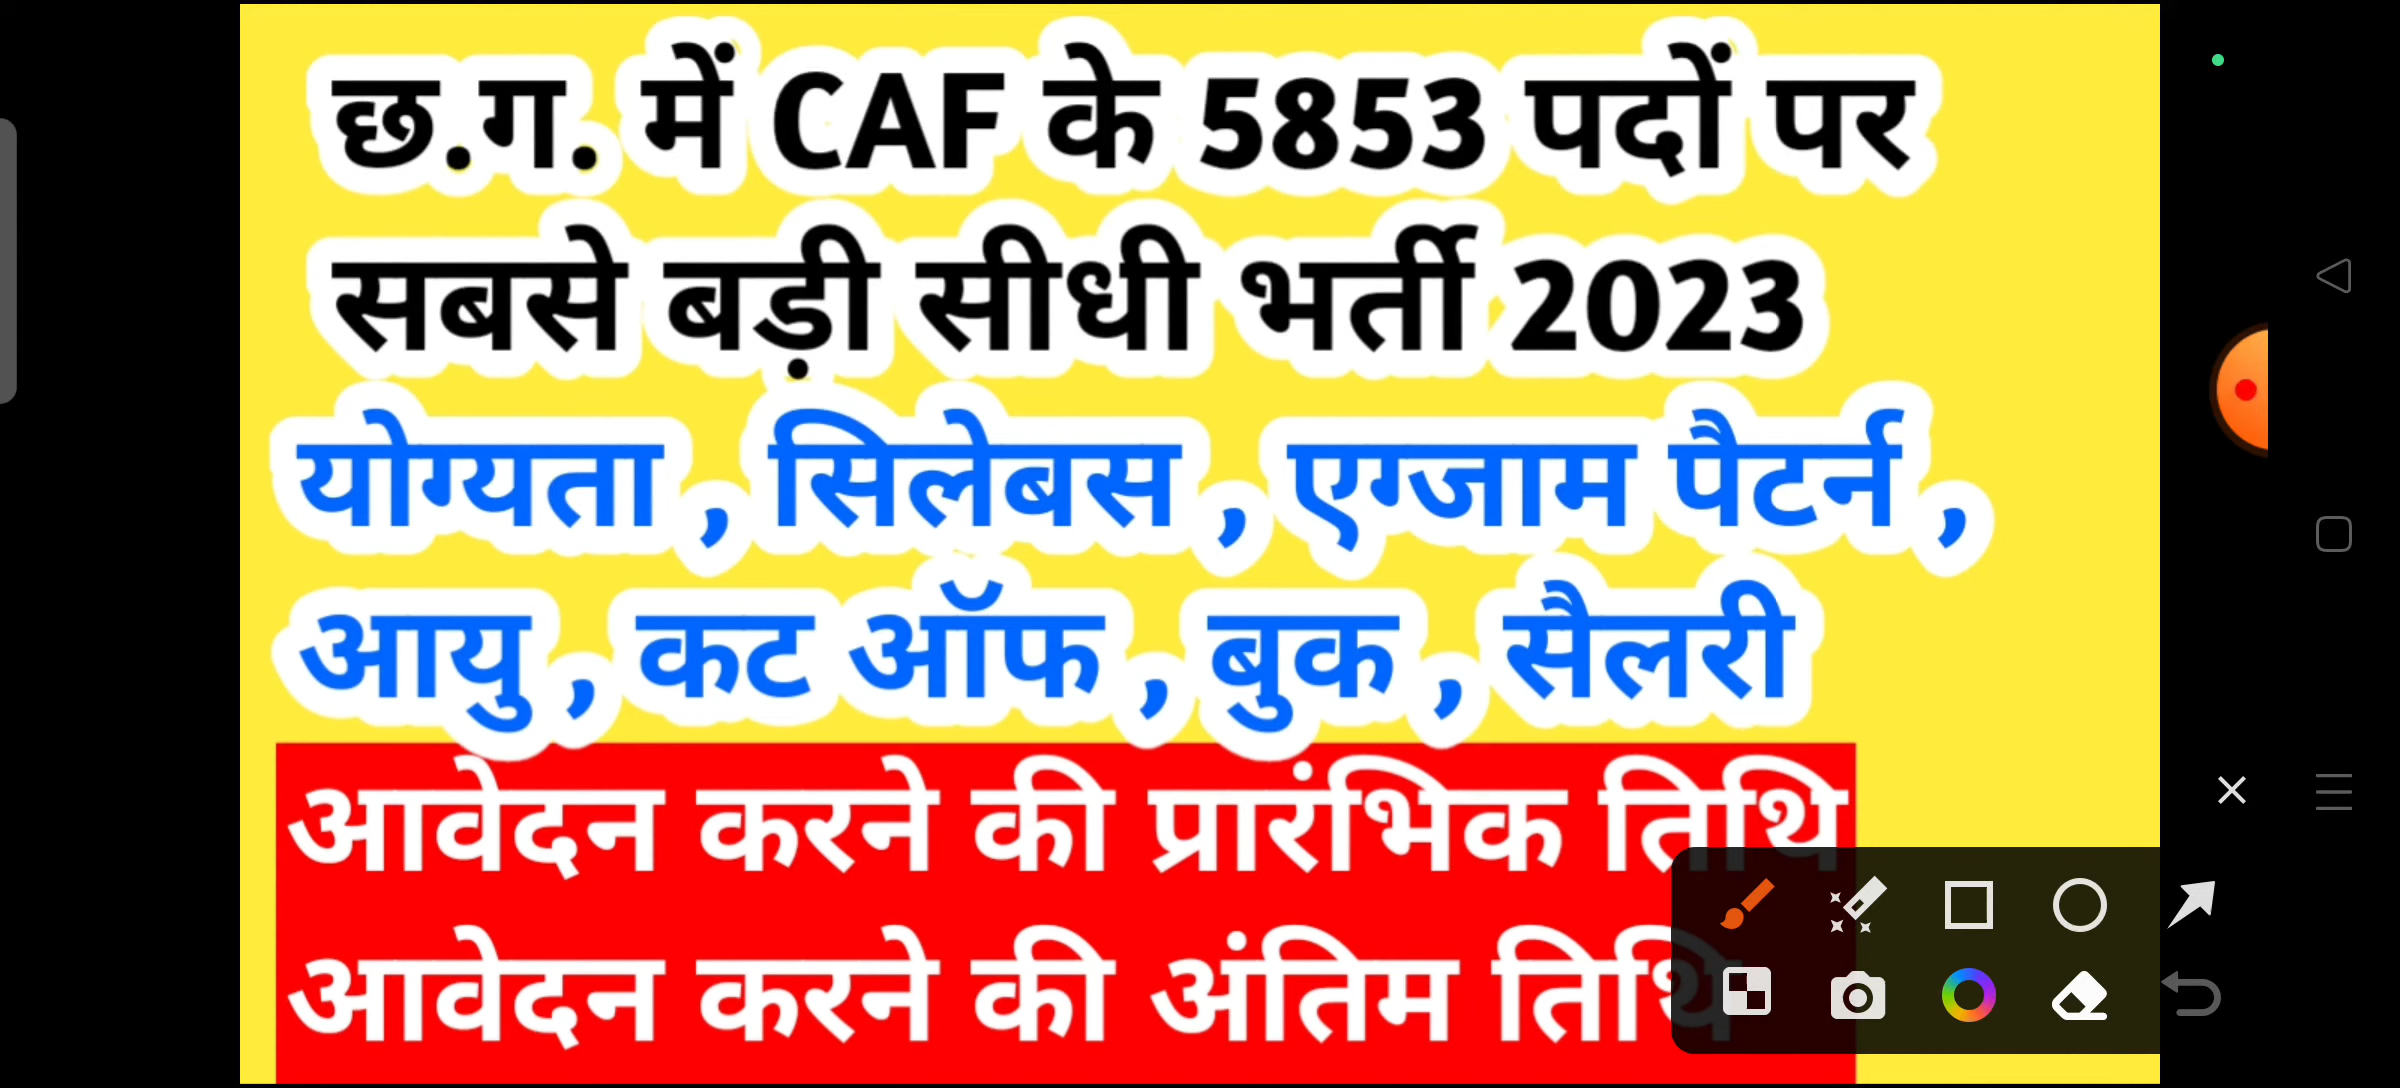 छ.ग. में CAF के 5853 पदों पर
सबसे बड़ी सीधी भर्ती 2023
योग्यता , सिलेबस , एग्जाम पैटर्न ,
आयु , कट ऑफ , बुक , सैलरी
आवेदन करने की प्रारंभिक तिथि
आवेदन करने की अंतिम तिथि